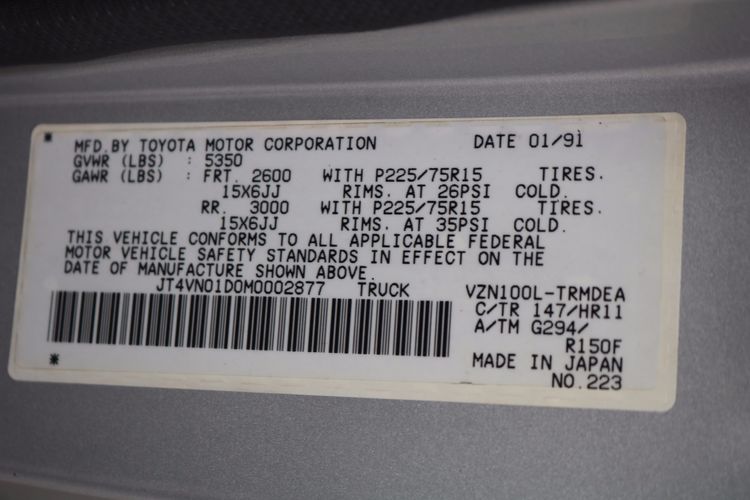 MFD.BY TOYOTA MOTOR CORPORATION DATE 01/91
GVWR (LBS) : 5350
GAWR (LBS) : FRT. 2600 WITH P225/75R15 TIRES.
15X6JJ RIMS. AT 26PSI COLD.
RR. 3000 WITH P225/75R15 TIRES.
15X6JJ RIMS. AT 35PSI COLD.
THIS VEHICLE CONFORMS TO ALL APPLICABLE FEDERAL
MOTOR VEHICLE SAFETY STANDARDS IN EFFECT ON THE
DATE OF MANUFACTURE SHOWN ABOVE.
JT4VN01D0M0002877 TRUCK VZN100L-TRMDEA
C/TR 147/HR11
A/TM G294/
R150F
MADE IN JAPAN
NO.223